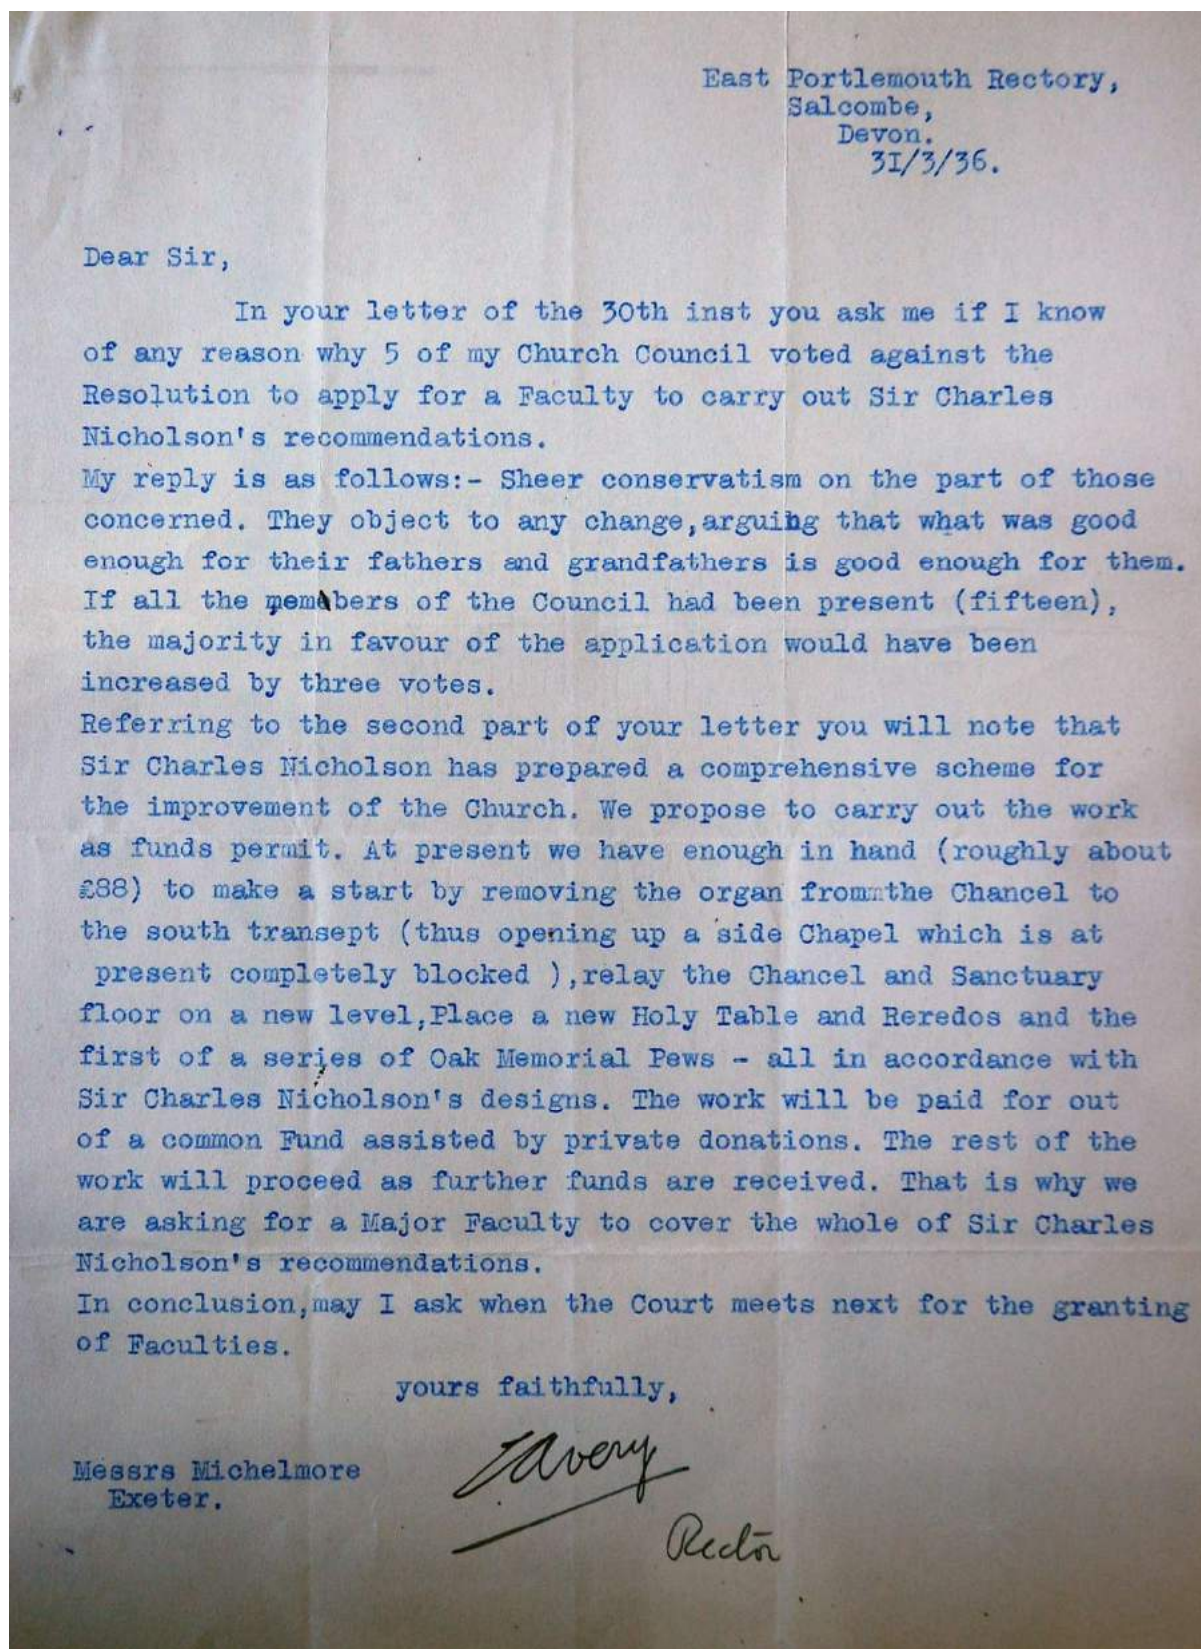 East Portlemouth Rectory,
Salcombe,
Devon.
3I/3/36.
Dear Sir,
In your letter of the 30th inst you ask me if I know
of any reason why 5 of my Church Council voted against the
Resolution to apply for a Faculty to carry out Sir Charles
Nicholson's recommendations.
My reply is as follows:- Sheer conservatism on the part of those
concerned. They object to any change,arguing that what was good
enough for their fathers and grandfathers is good enough for them.
If all the members of the Council had been present (fifteen),
the majority in favour of the application would have been
increased by three votes.
Referring to the second part of your letter you will note that
Sir Charles Nicholson has prepared a comprehensive scheme for
the improvement of the Church. We propose to carry out the work
as funds permit. At present we have enough in hand (roughly about
£88) to make a start by removing the organ from the Chancel to
the south transept (thus opening up a side Chapel which is at
present completely blocked ),relay the Chancel and Sanctuary
floor on a new level,Place a new Holy Table and Reredos and the
first of a series of Oak Memorial Pews - all in accordance with
Sir Charles Nicholson's designs. The work will be paid for out
of a common Fund assisted by private donations. The rest of the
work will proceed as further funds are received. That is why we
are asking for a Major Faculty to cover the whole of Sir Charles
Nicholson's recommendations.
In conclusion,may I ask when the Court meets next for the granting
of Faculties.
yours faithfully,
Avery
Messrs Michelmore
Exeter.
Rector